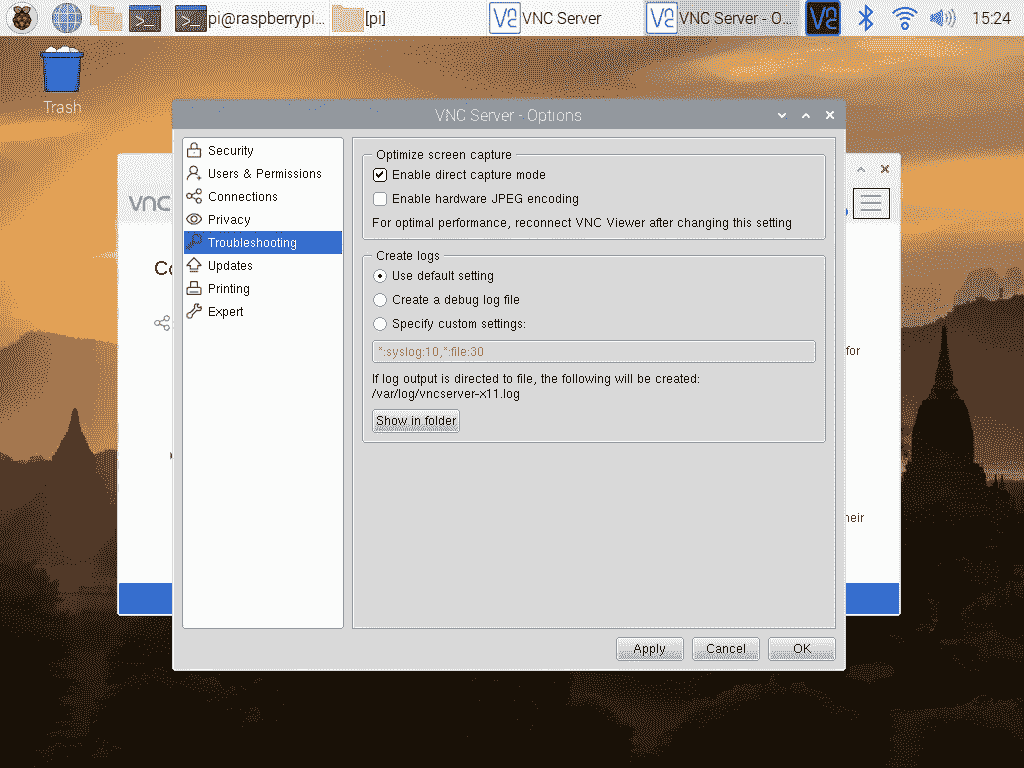 pi@raspberrypi...
[pi]
VNC Server
VNC Server - O...
15:24
Trash
VNC Server - Options
vnc
Security
Users & Permissions
Connections
Privacy
Troubleshooting
Updates
Printing
Expert
Optimize screen capture
Enable direct capture mode
Enable hardware JPEG encoding
For optimal performance, reconnect VNC Viewer after changing this setting
Create logs
Use default setting
Create a debug log file
Specify custom settings:
*:syslog:10,*:file:30
If log output is directed to file, the following will be created:
/var/log/vncserver-x11.log
Show in folder
for
Apply
Cancel
OK